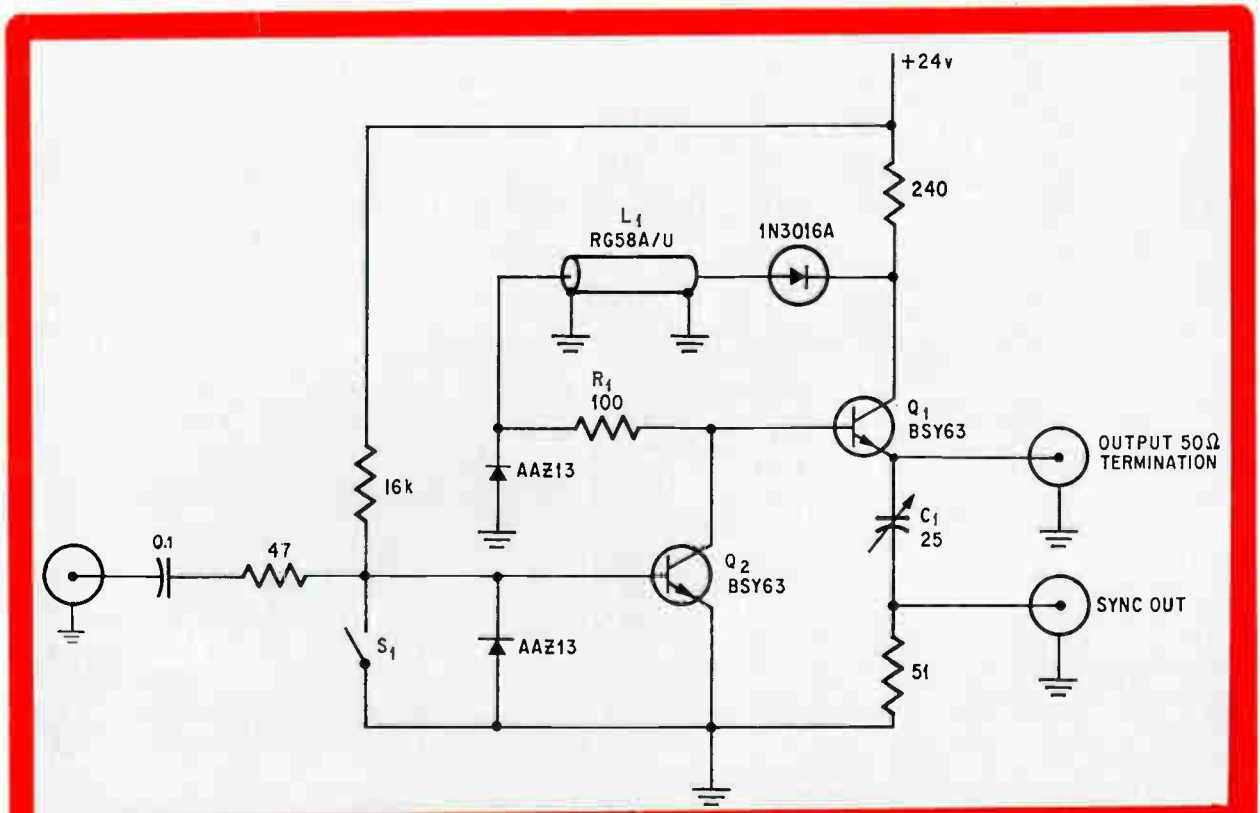 +24v
240
L1
RG58A/U
1N3016A
R1
100
Q1
BSY63
OUTPUT 50Ω
TERMINATION
AAZ13
16k
C1
25
0.1
47
Q2
BSY63
SYNC OUT
S1
AAZ13
51